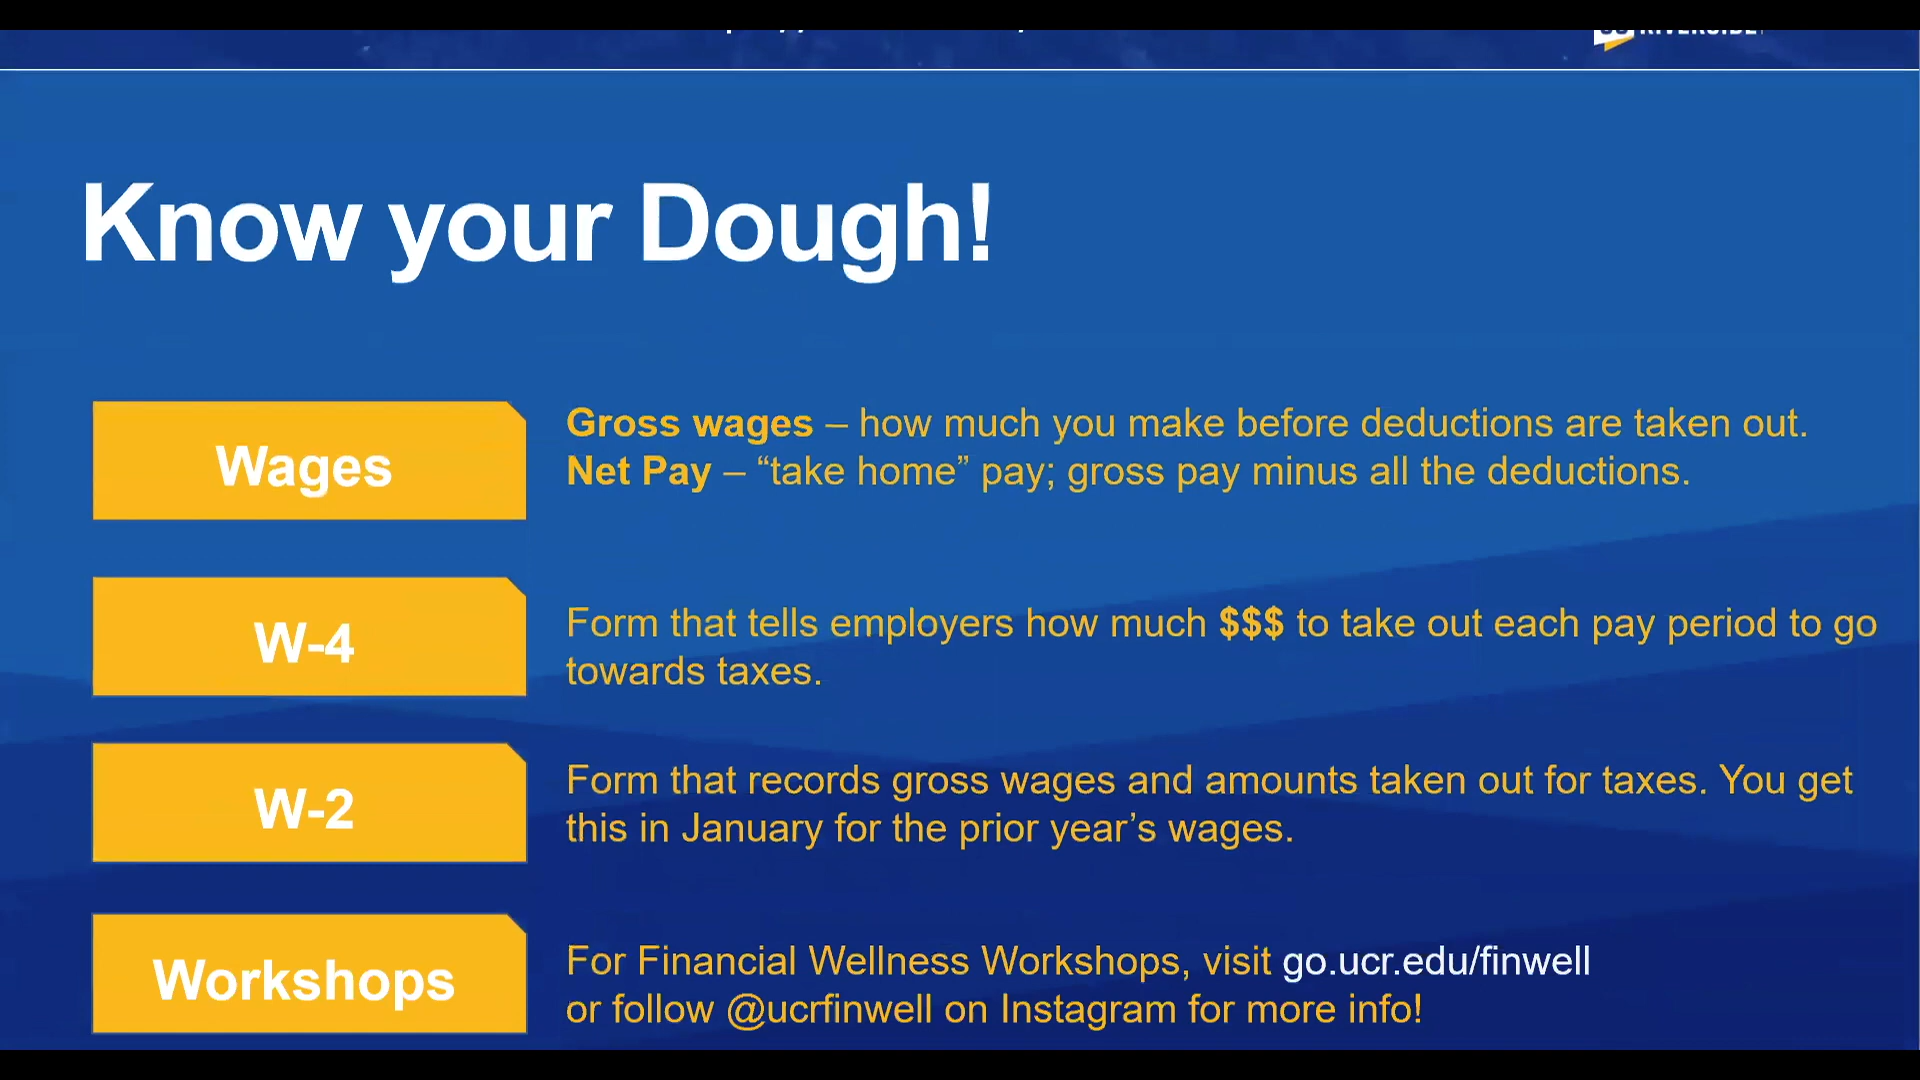 RIVERSIDE
Know your Dough!
Wages
Gross wages – how much you make before deductions are taken out.
Net Pay – “take home” pay; gross pay minus all the deductions.
W-4
Form that tells employers how much $$$ to take out each pay period to go
towards taxes.
W-2
Form that records gross wages and amounts taken out for taxes. You get
this in January for the prior year’s wages.
Workshops
For Financial Wellness Workshops, visit go.ucr.edu/finwell
or follow @ucrfinwell on Instagram for more info!